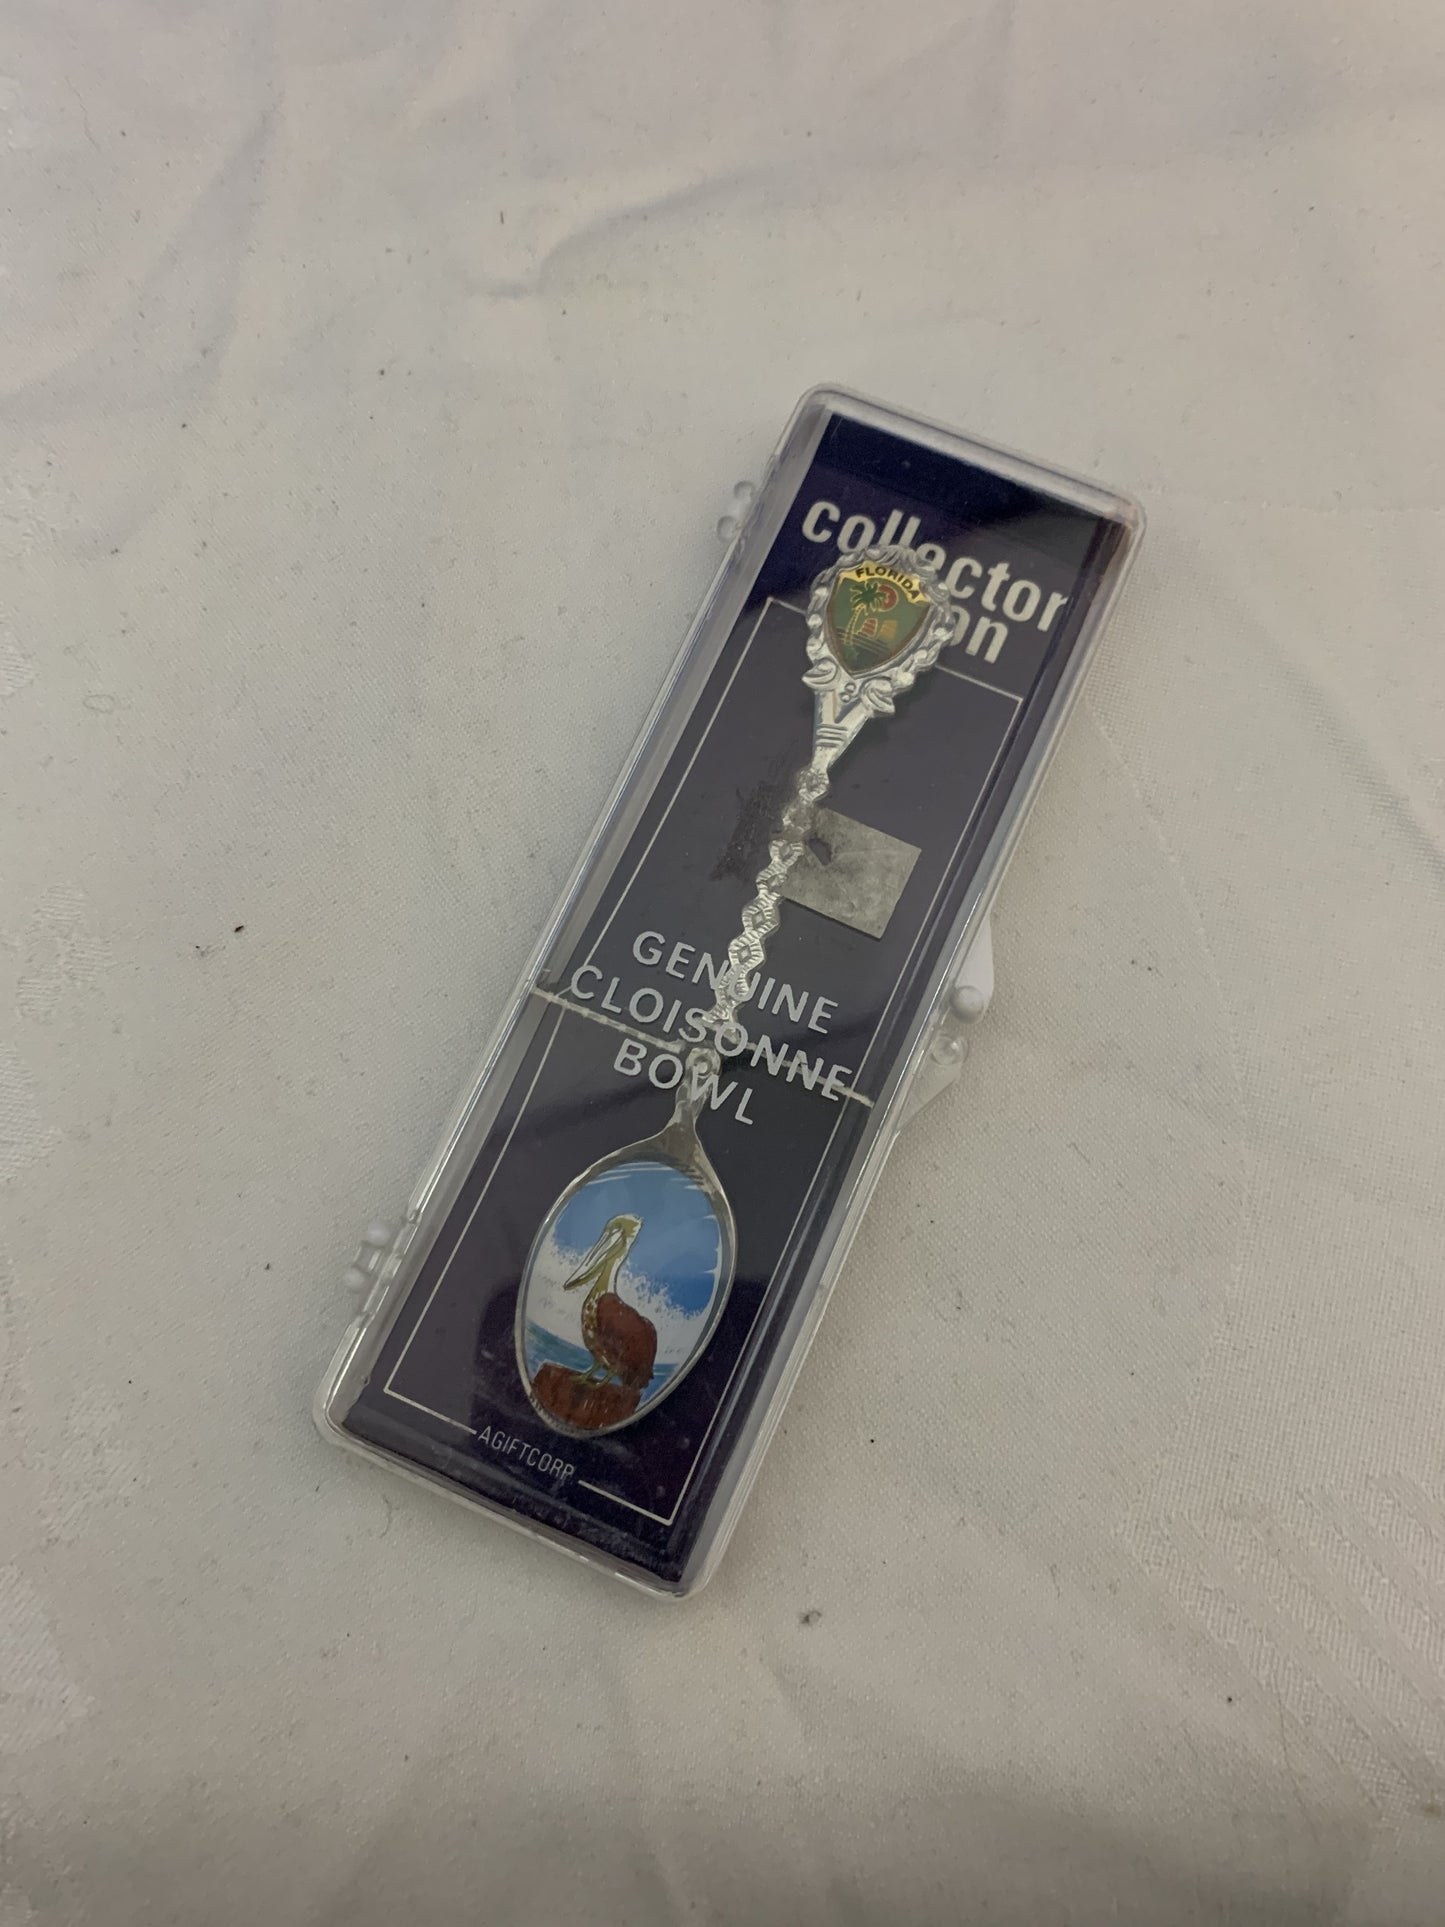 collector
FLORIDA
GENUINE
CLOISONNE
BOWL
AGIFTCORP